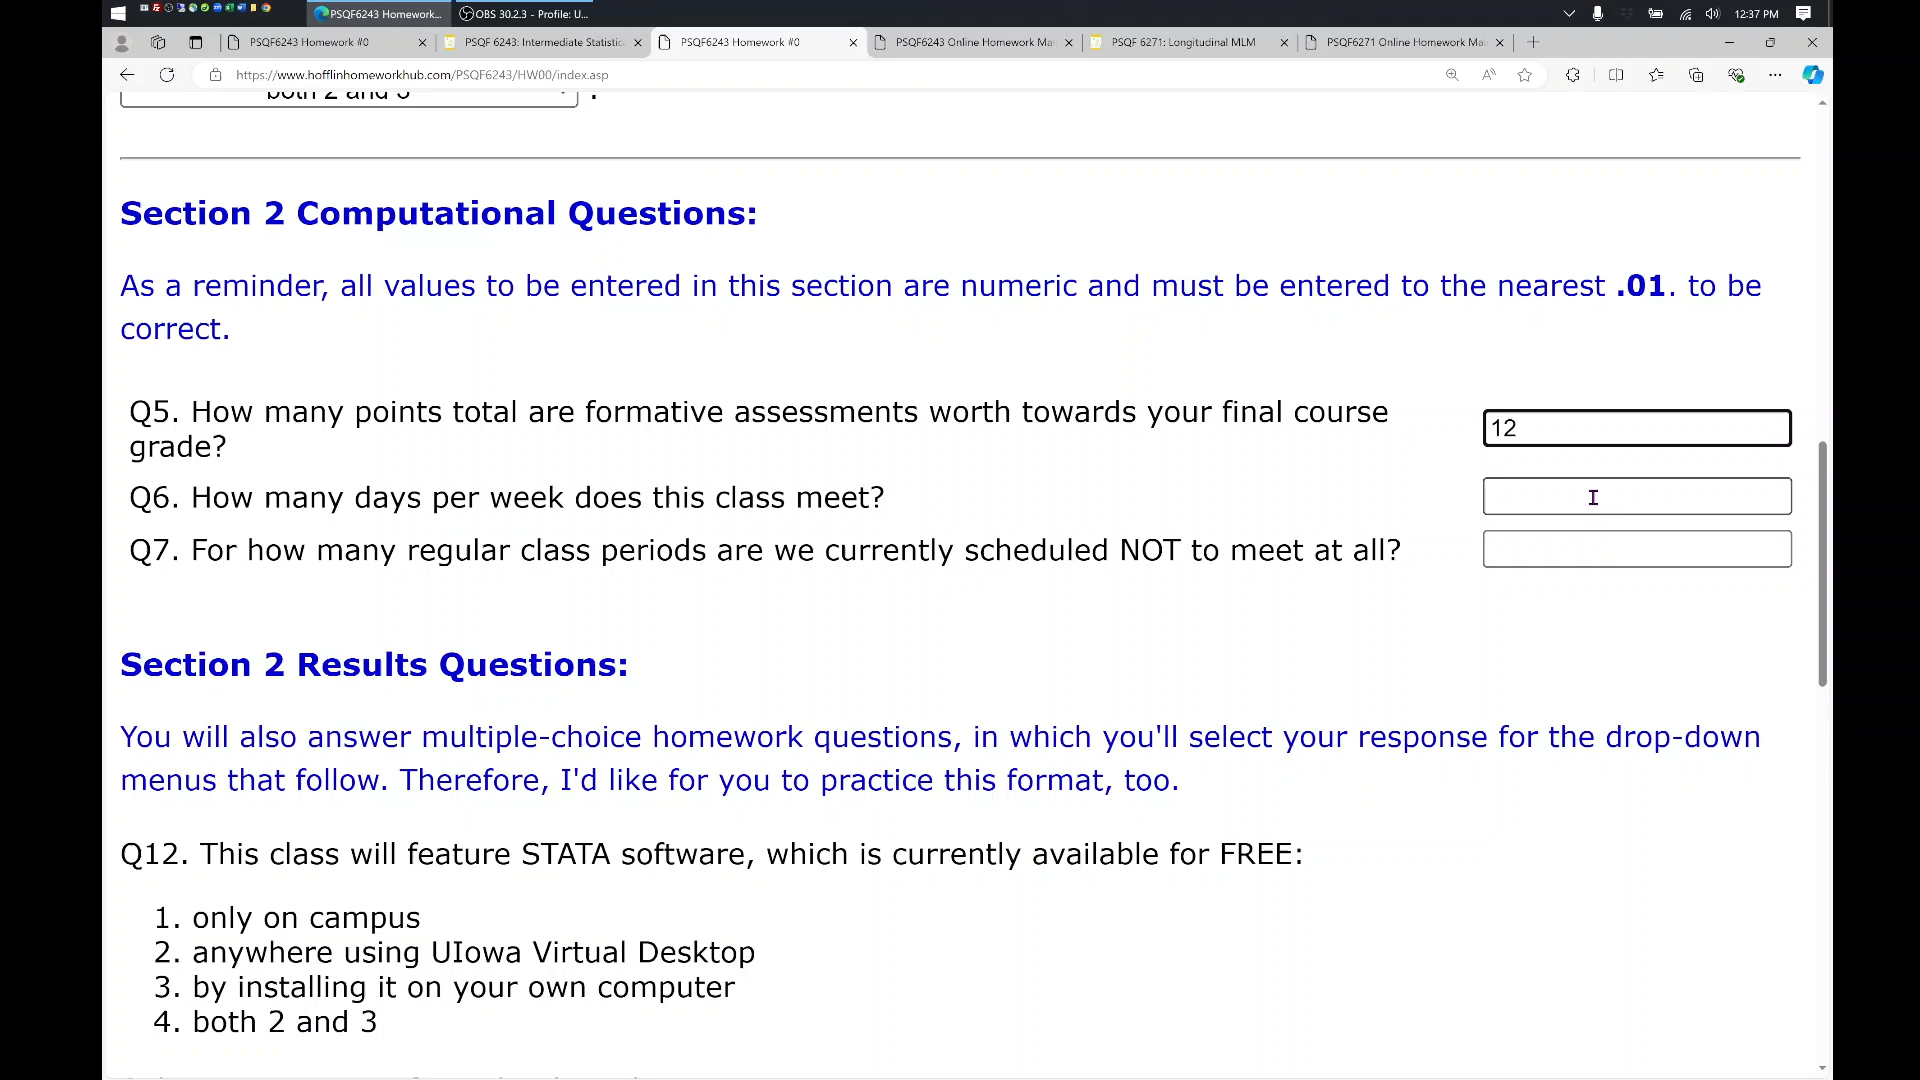 PSQF6243 Homework...
OBS 30.2.3 - Profile: U...
12:37 PM
PSQF6243 Homework #0
PSQF 6243: Intermediate Statistic
PSQF6243 Homework #0
PSQF6243 Online Homework Ma
PSQF 6271: Longitudinal MLM
PSQF6271 Online Homework Ma
https://www.hofflinhomeworkhub.com/PSQF6243/HW00/index.asp
both 2 and 3 .
Section 2 Computational Questions:
As a reminder, all values to be entered in this section are numeric and must be entered to the nearest .01. to be
correct.
Q5. How many points total are formative assessments worth towards your final course
grade?
12
Q6. How many days per week does this class meet?
Q7. For how many regular class periods are we currently scheduled NOT to meet at all?
Section 2 Results Questions:
You will also answer multiple-choice homework questions, in which you'll select your response for the drop-down
menus that follow. Therefore, I'd like for you to practice this format, too.
Q12. This class will feature STATA software, which is currently available for FREE:
1. only on campus
2. anywhere using UIowa Virtual Desktop
3. by installing it on your own computer
4. both 2 and 3